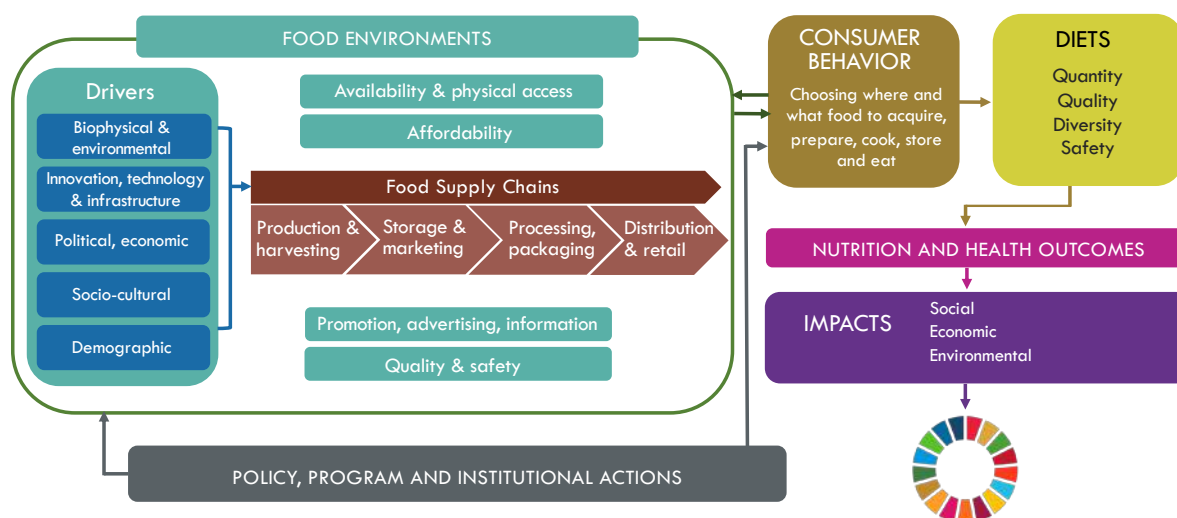 FOOD ENVIRONMENTS
Drivers
Biophysical &
environmental
Innovation, technology
& infrastructure
Political, economic
Socio-cultural
Demographic
Availability & physical access
Affordability
Food Supply Chains
Production &
harvesting
Storage &
marketing
Processing,
packaging
Distribution
& retail
Promotion, advertising, information
Quality & safety
CONSUMER
BEHAVIOR
Choosing where and
what food to acquire,
prepare, cook, store
and eat
DIETS
Quantity
Quality
Diversity
Safety
NUTRITION AND HEALTH OUTCOMES
IMPACTS
Social
Economic
Environmental
POLICY, PROGRAM AND INSTITUTIONAL ACTIONS